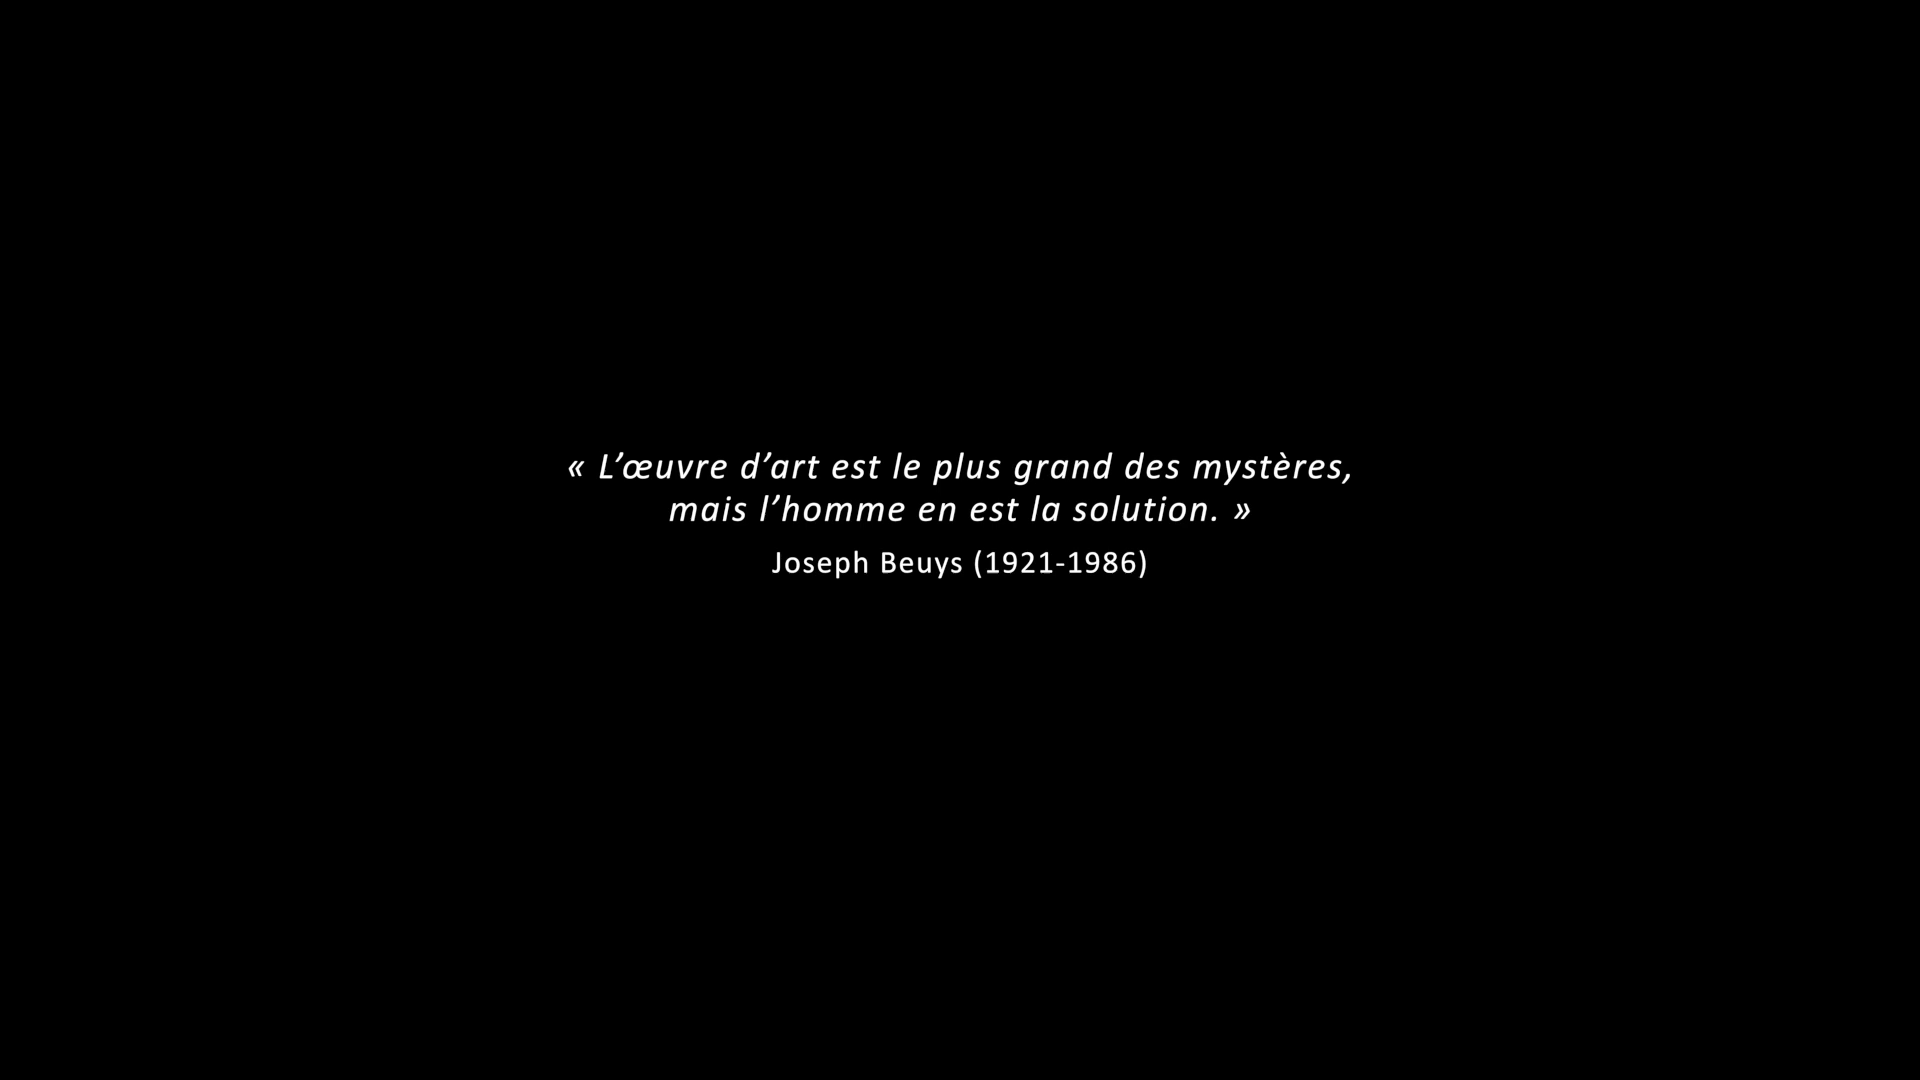 « L’œuvre d’art est le plus grand des mystères,
mais l’homme en est la solution. »
Joseph Beuys (1921-1986)